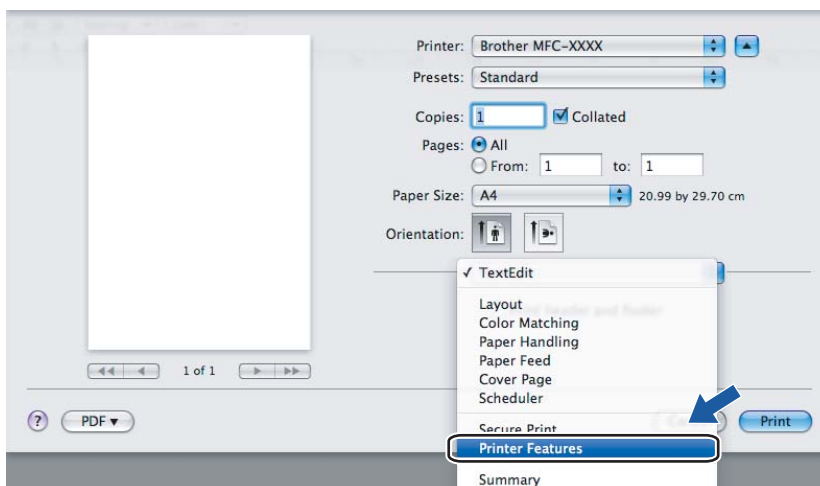 Printer: Brother MFC-XXXX
Presets: Standard
Copies: 1 Collated
Pages: All
From: 1 to: 1
Paper Size: A4 20.99 by 29.70 cm
Orientation:
✓ TextEdit
Layout
Color Matching
Paper Handling
Paper Feed
Cover Page
Scheduler
1 of 1
? PDF ▼ Print
Secure Print
Printer Features
Summary